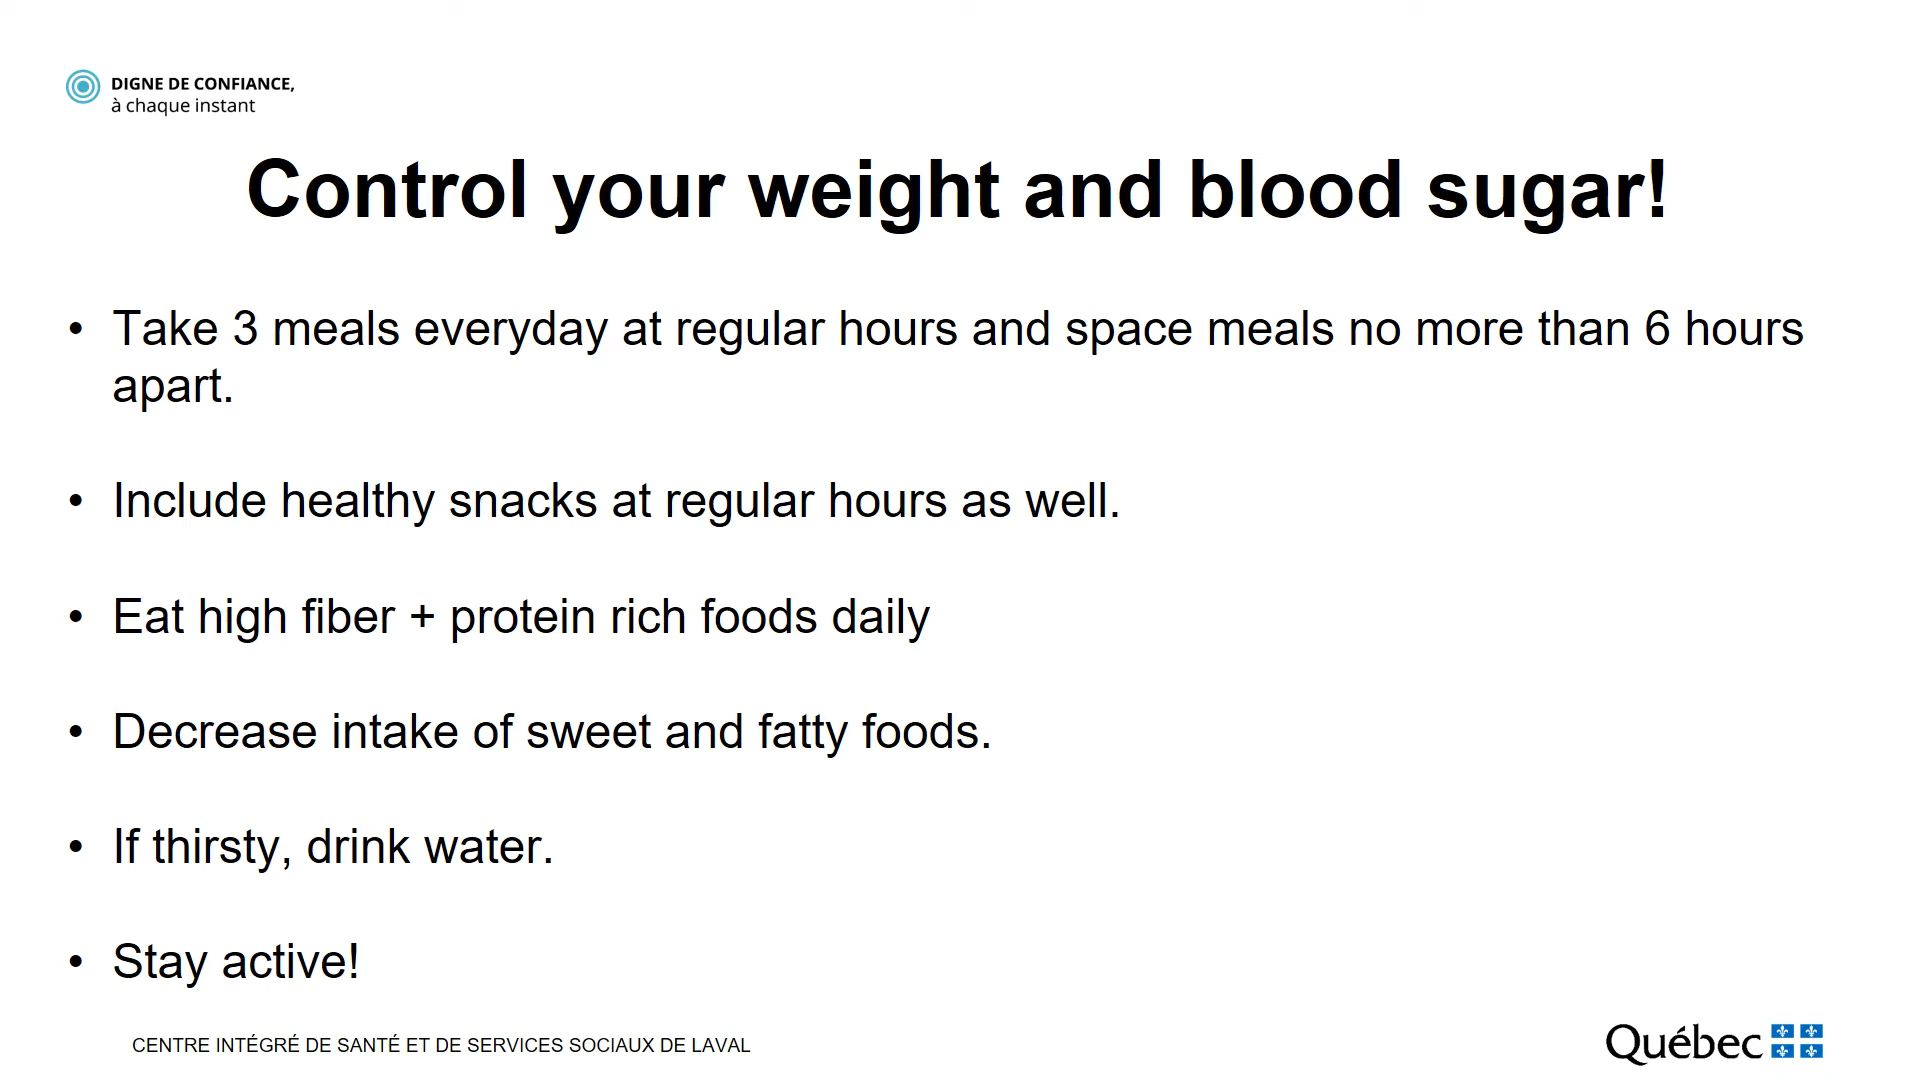 DIGNE DE CONFIANCE,
à chaque instant
Control your weight and blood sugar!
• Take 3 meals everyday at regular hours and space meals no more than 6 hours
apart.
• Include healthy snacks at regular hours as well.
• Eat high fiber + protein rich foods daily
• Decrease intake of sweet and fatty foods.
• If thirsty, drink water.
• Stay active!
CENTRE INTÉGRÉ DE SANTÉ ET DE SERVICES SOCIAUX DE LAVAL
Québec